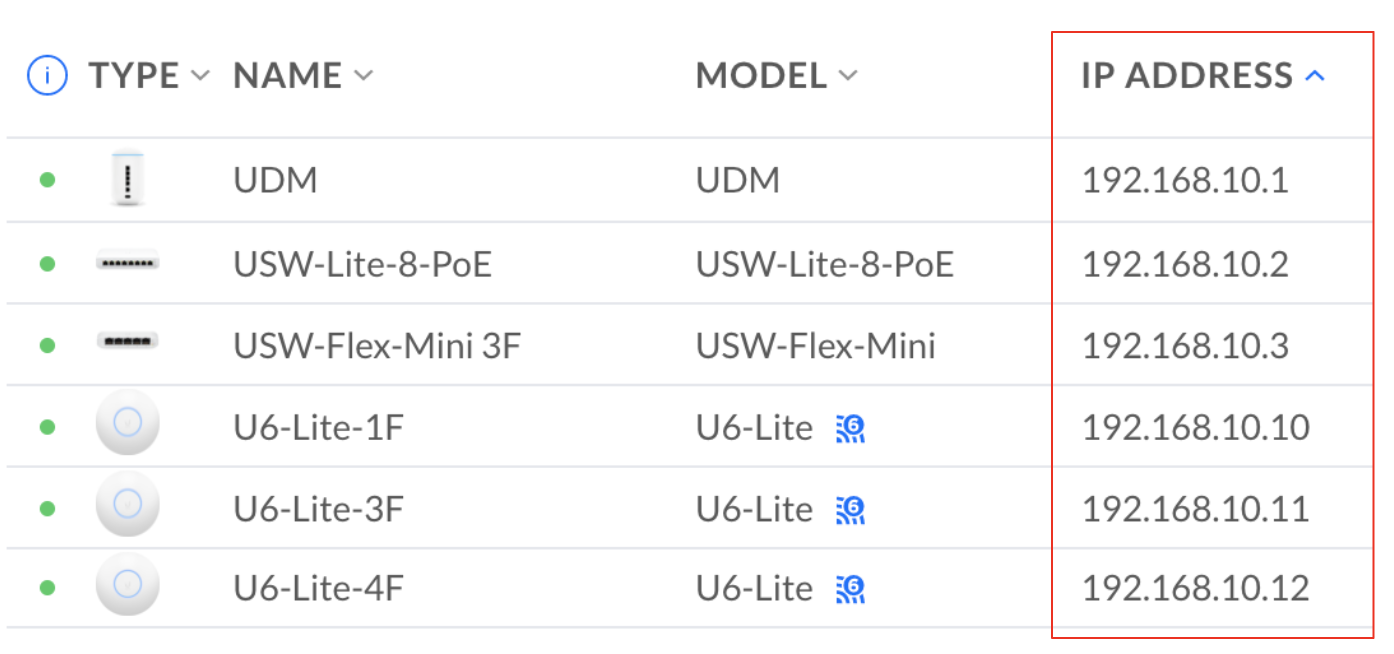 TYPE NAME MODEL IP ADDRESS
UDM UDM 192.168.10.1
USW-Lite-8-PoE USW-Lite-8-PoE 192.168.10.2
USW-Flex-Mini 3F USW-Flex-Mini 192.168.10.3
U6-Lite-1F U6-Lite 6 192.168.10.10
U6-Lite-3F U6-Lite 6 192.168.10.11
U6-Lite-4F U6-Lite 6 192.168.10.12